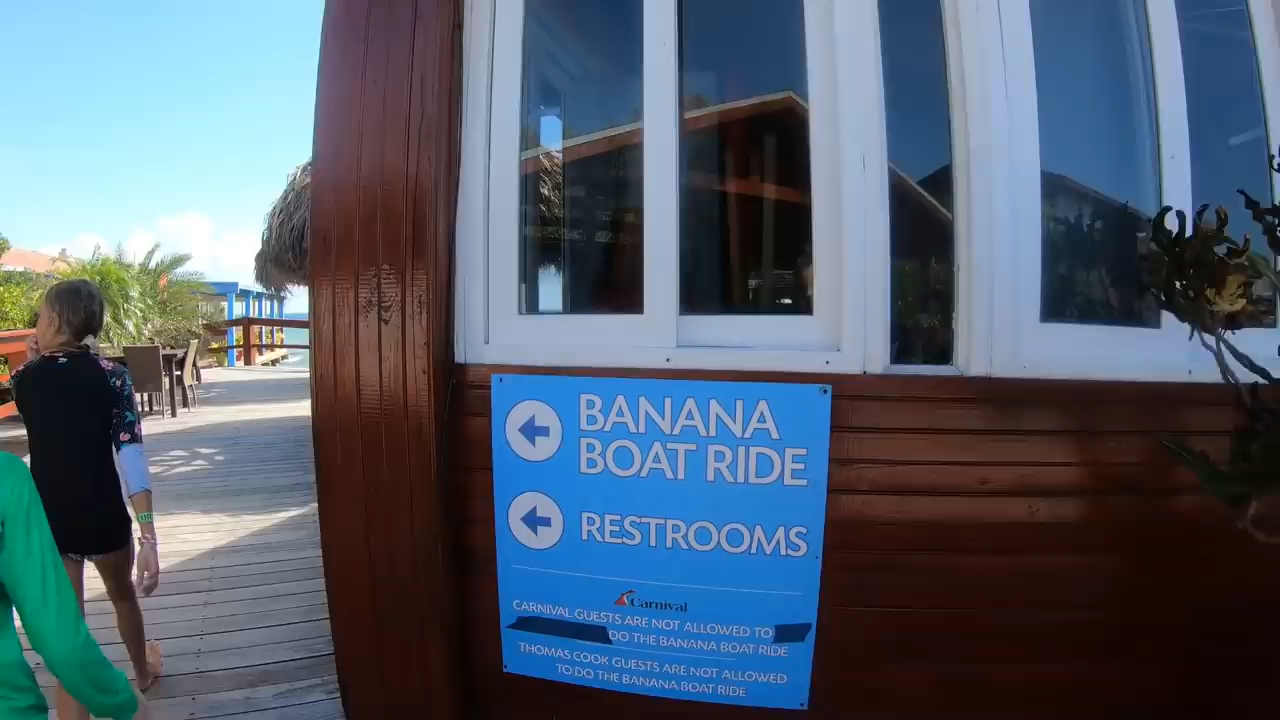 BANANA
BOAT RIDE
RESTROOMS
Carnival
CARNIVAL GUESTS ARE NOT ALLOWED TO
DO THE BANANA BOAT RIDE
THOMAS COOK GUESTS ARE NOT ALLOWED
TO DO THE BANANA BOAT RIDE